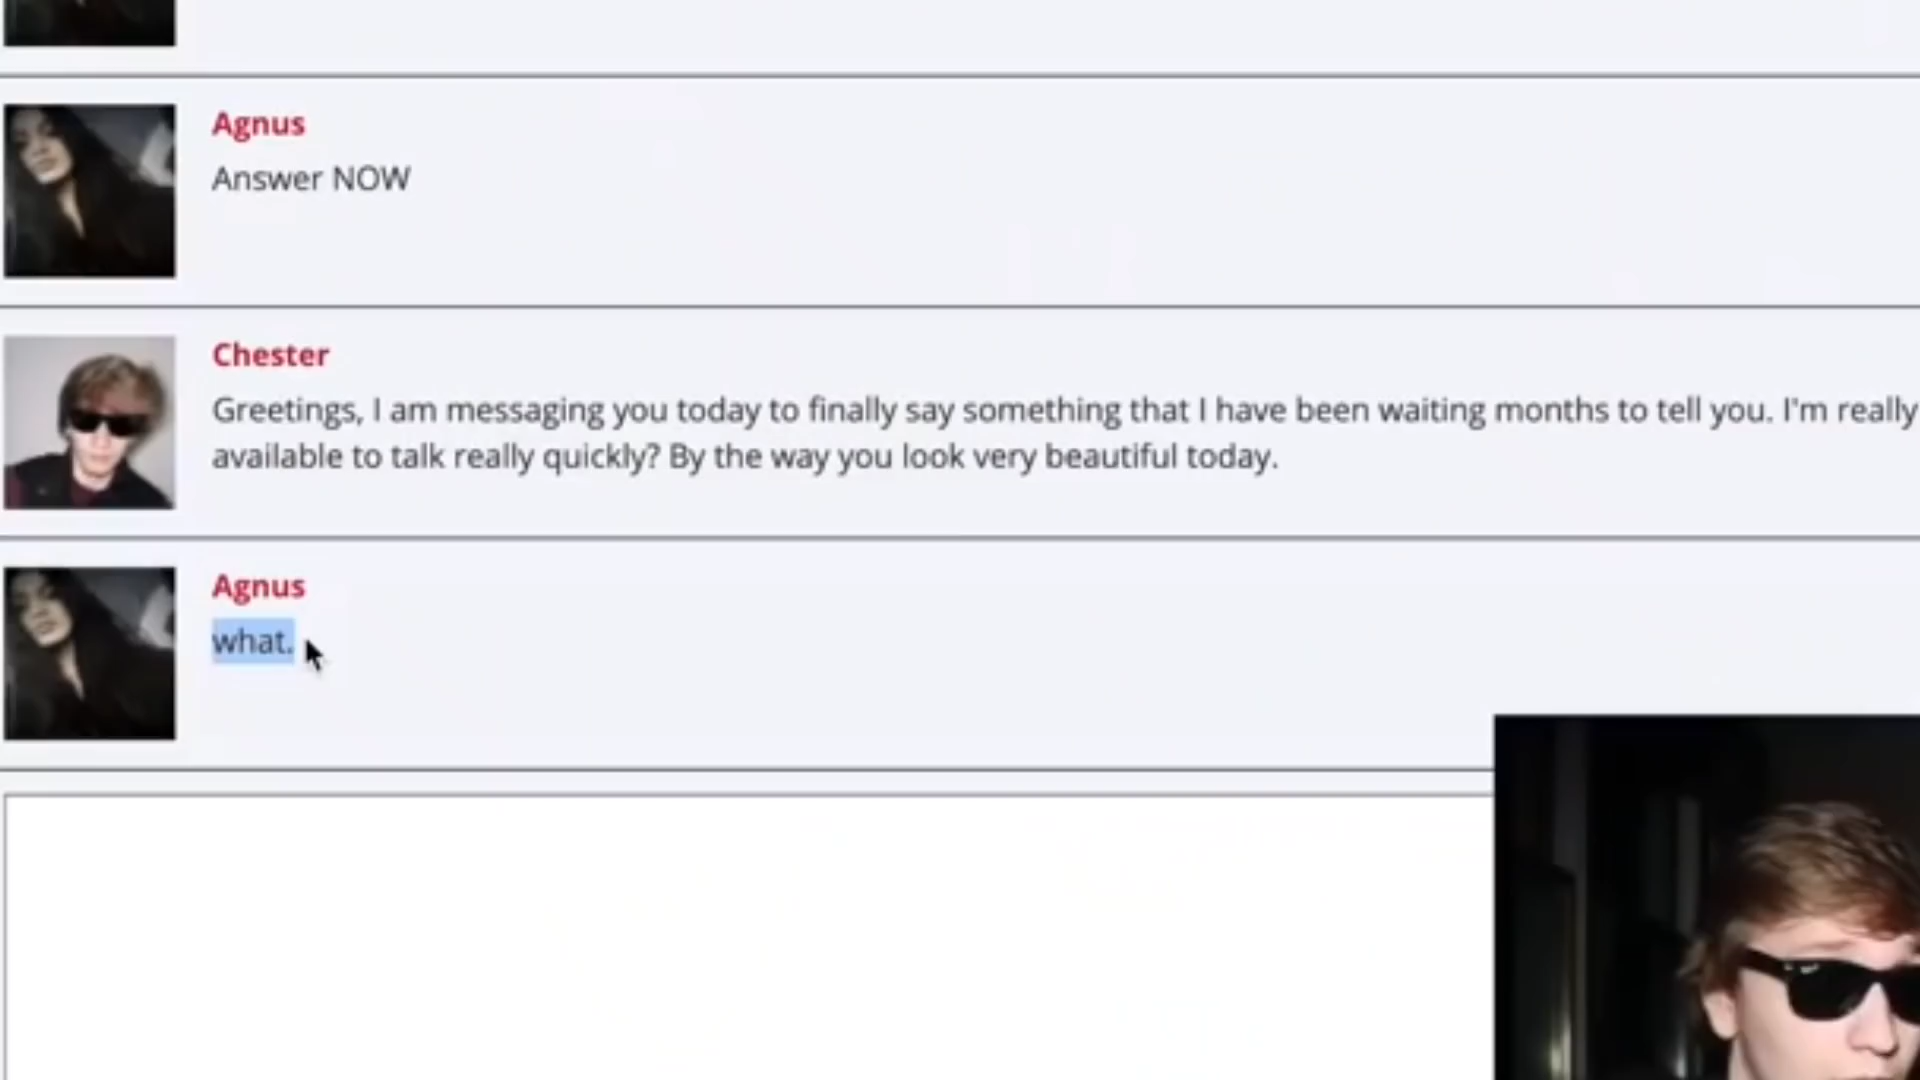 Agnus
Answer NOW
Chester
Greetings, I am messaging you today to finally say something that I have been waiting months to tell you. I'm really
available to talk really quickly? By the way you look very beautiful today.
Agnus
what.